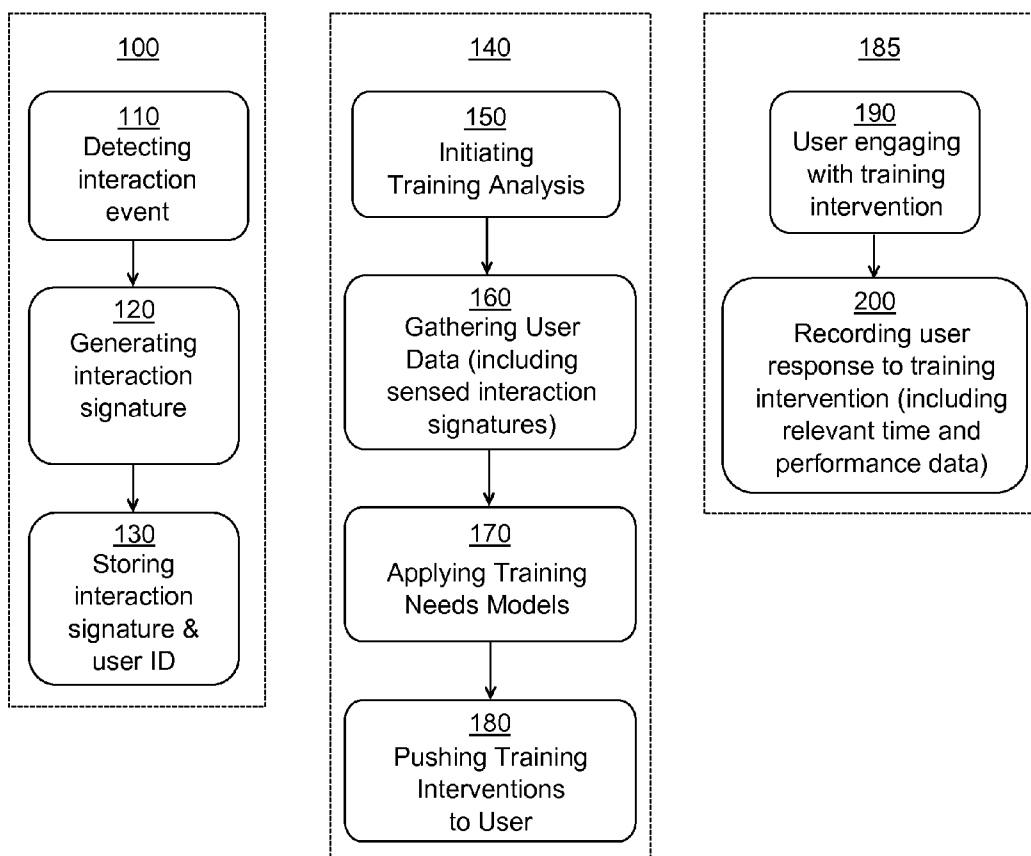 100
110
Detecting
interaction
event
120
Generating
interaction
signature
130
Storing
interaction
signature &
user ID
140
150
Initiating
Training Analysis
160
Gathering User
Data (including
sensed interaction
signatures)
170
Applying Training
Needs Models
180
Pushing Training
Interventions
to User
185
190
User engaging
with training
intervention
200
Recording user
response to training
intervention (including
relevant time and
performance data)